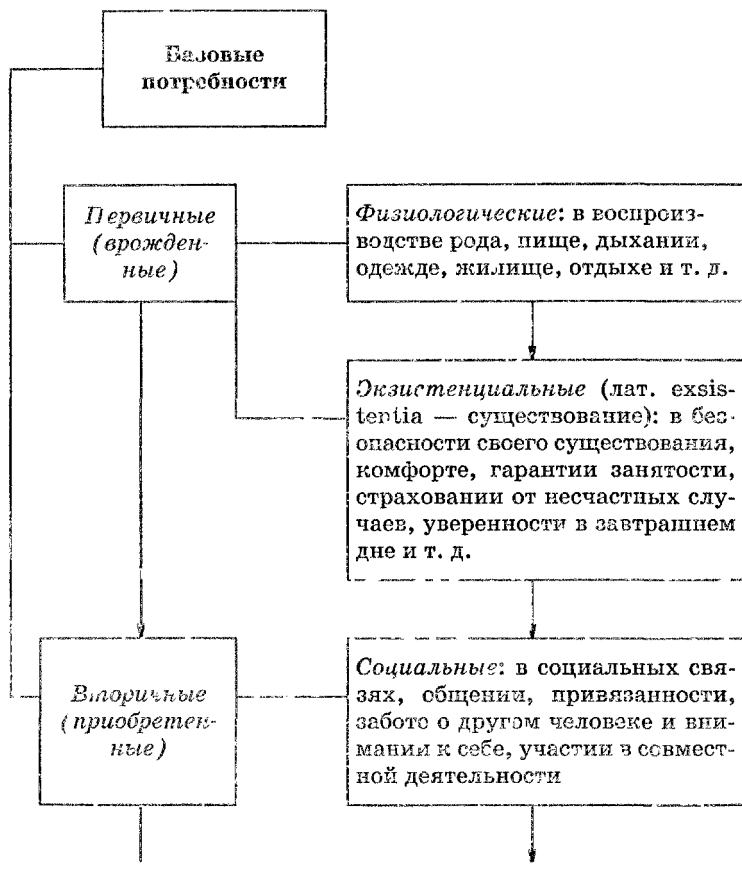 Базовые
потребности
Первичные
(врожден-
ные)
Физиологические: в воспроиз-
водстве рода, пище, дыхании,
одежде, жилище, отдыхе и т. д.
Экзистенциальные (лат. exsis-
tentia — существование): в без-
опасности своего существования,
комфорте, гарантии занятости,
страховании от несчастных слу-
чаев, уверенности в завтрашнем
дне и т. д.
Вторичные
(приобретен-
ные)
Социальные: в социальных свя-
зях, общении, привязанности,
заботе о другом человеке и вни-
мании к себе, участии в совмест-
ной деятельности